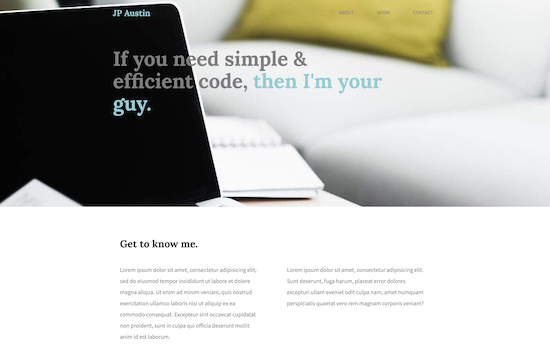 JP Austin
ABOUT WORK CONTACT
If you need simple &
efficient code, then I'm your
guy.
Get to know me.
Lorem ipsum dolor sit amet, consectetur adipisicing elit,
sed do eiusmod tempor incididunt ut labore et dolore
magna aliqua. Ut enim ad minim veniam, quis nostrud
exercitation ullamco laboris nisi ut aliquip ex ea
commodo consequat. Excepteur sint occaecat cupidatat
non proident, sunt in culpa qui officia deserunt mollit
anim id est laborum.
Lorem ipsum dolor sit amet, consectetur adipisicing elit.
Sunt deserunt, fuga harum, placeat error dolores
excepturi ullam eveniet odit culpa nam, amet numquam
perspiciatis quaerat vero rem magnam corporis veniam?